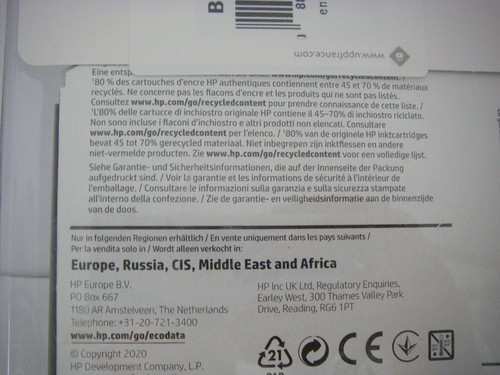 www.uppfrance.com
B
en
Eine entsp
www.hp.com/go/recycledcontent. /
¹80 % des cartouches d'encre HP authentiques contiennent entre 45 et 70 % de matériaux
recyclés. Ne concerne pas les flacons d'encre et les produits qui ne sont pas listés.
Consultez www.hp.com/go/recycledcontent pour prendre connaissance de cette liste. /
¹L'80% delle cartucce di inchiostro originale HP contiene il 45–70% di inchiostro riciclato.
Non sono incluse i flaconi d'inchiostro e altri prodotti non elencati. Consultare
www.hp.com/go/recycledcontent per l'elenco. / ¹80% van de originele HP inktcartridges
bevat 45 tot 70% gerecycled materiaal. Niet inbegrepen zijn inktflessen en andere
niet-vermelde producten. Zie www.hp.com/go/recycledcontent voor een volledige lijst.
Siehe Garantie- und Sicherheitsinformationen, die auf der Innenseite der Packung
aufgedruckt sind. / Voir la garantie et les informations de sécurité à l'intérieur de
l'emballage. / Consultare le informazioni sulla garanzia e sulla sicurezza stampate
all'interno della confezione. / Zie de garantie- en veiligheidsinformatie aan de binnenzijde
van de doos.
Nur in folgenden Regionen erhältlich / En vente uniquement dans les pays suivants /
Per la vendita solo in / Wordt alleen verkocht in:
Europe, Russia, CIS, Middle East and Africa
HP Europe B.V.
PO Box 667
1180 AR Amstelveen, The Netherlands
Telephone: +31-20-721-3400
www.hp.com/go/ecodata
HP Inc UK Ltd, Regulatory Enquiries,
Earley West, 300 Thames Valley Park
Drive, Reading, RG6 1PT
© Copyright 2020
HP Development Company, L.P.
21
PAP
CE